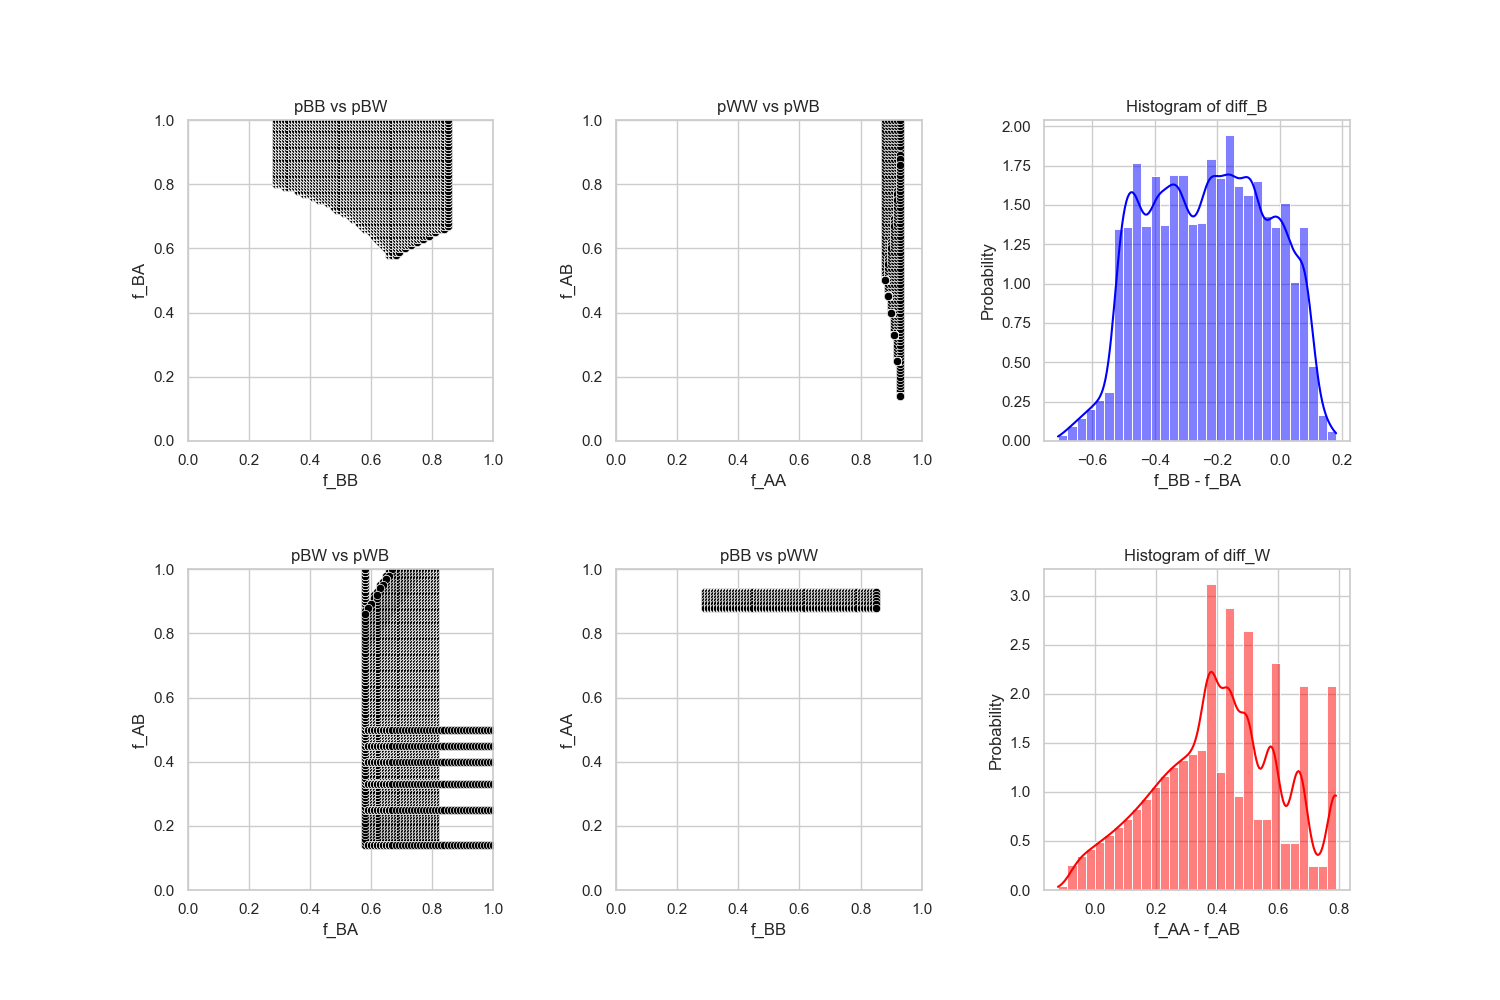 pBB vs pBW
1.0
0.8
0.6
0.4
0.2
0.0
f_BA
0.0 0.2 0.4 0.6 0.8 1.0
f_BB
pWW vs pWB
1.0
0.8
0.6
0.4
0.2
0.0
f_AB
0.0 0.2 0.4 0.6 0.8 1.0
f_AA
Histogram of diff_B
2.00
1.75
1.50
1.25
1.00
0.75
0.50
0.25
0.00
Probability
−0.6 −0.4 −0.2 0.0 0.2
f_BB - f_BA
pBW vs pWB
1.0
0.8
0.6
0.4
0.2
0.0
f_AB
0.0 0.2 0.4 0.6 0.8 1.0
f_BA
pBB vs pWW
1.0
0.8
0.6
0.4
0.2
0.0
f_AA
0.0 0.2 0.4 0.6 0.8 1.0
f_BB
Histogram of diff_W
3.0
2.5
2.0
1.5
1.0
0.5
0.0
Probability
0.0 0.2 0.4 0.6 0.8
f_AA - f_AB